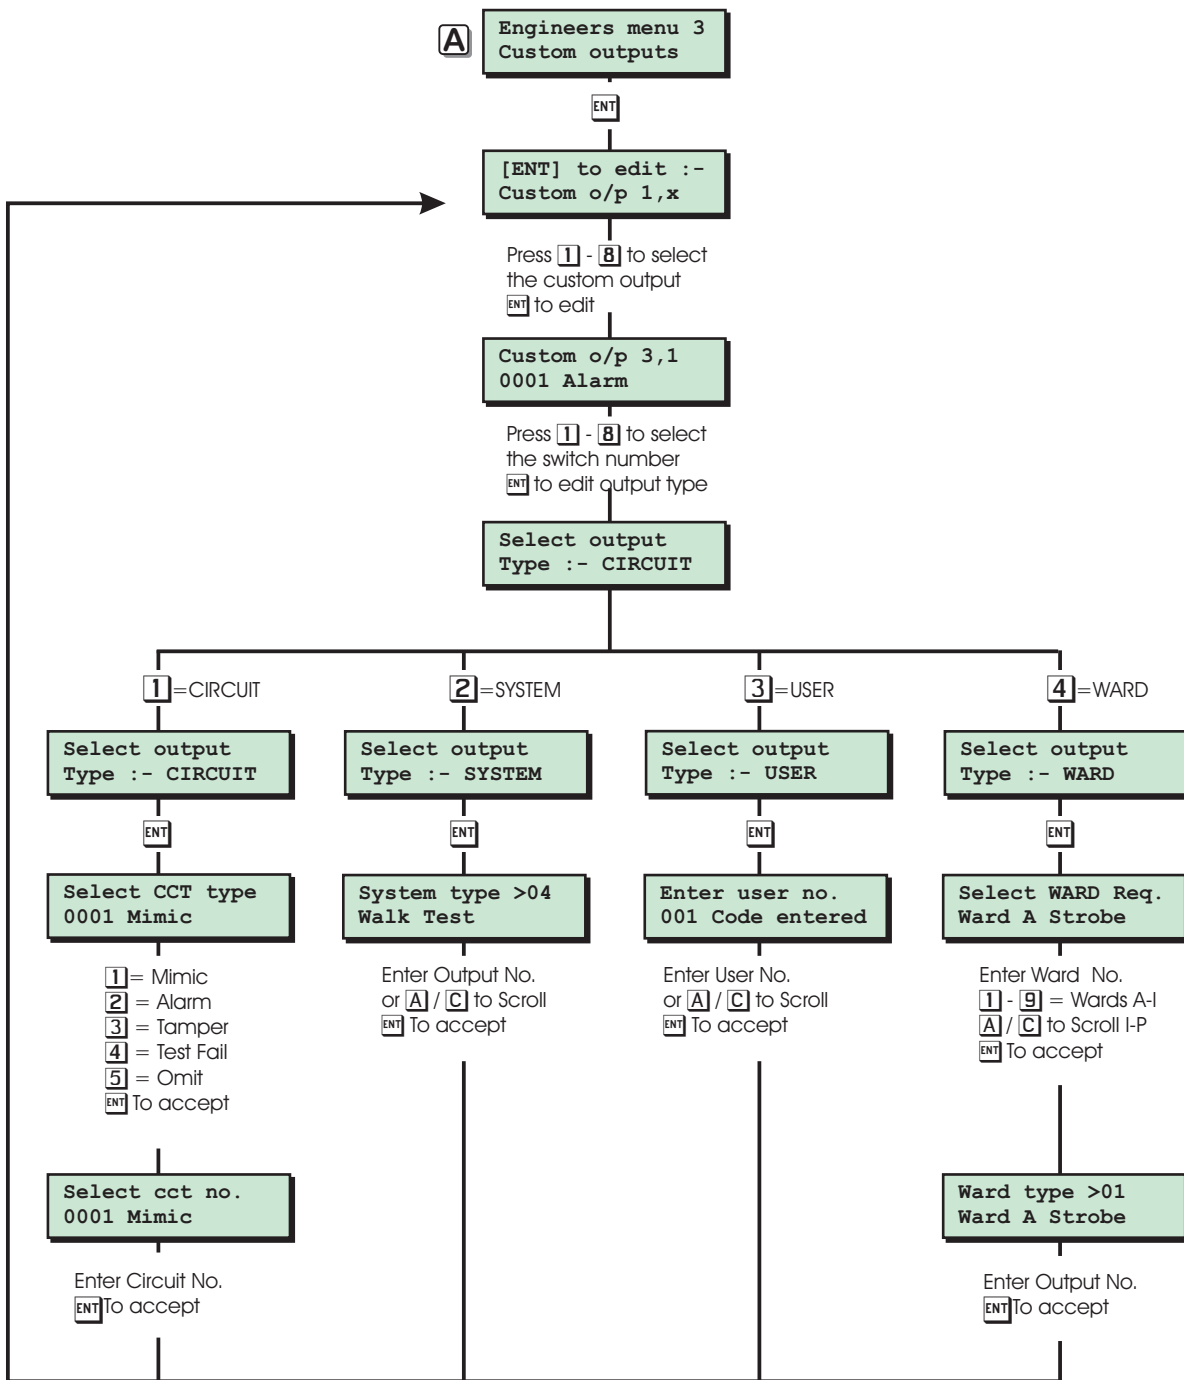 A
Engineers menu 3
Custom outputs
ENT
[ENT] to edit :-
Custom o/p 1,x
Press 1 - 8 to select
the custom output
ENT to edit
Custom o/p 3,1
0001 Alarm
Press 1 - 8 to select
the switch number
ENT to edit output type
Select output
Type :- CIRCUIT
1=CIRCUIT
Select output
Type :- CIRCUIT
ENT
Select CCT type
0001 Mimic
1= Mimic
2 = Alarm
3 = Tamper
4 = Test Fail
5 = Omit
ENT To accept
Select cct no.
0001 Mimic
Enter Circuit No.
ENT To accept
2=SYSTEM
Select output
Type :- SYSTEM
ENT
System type >04
Walk Test
Enter Output No.
or A / C to Scroll
ENT To accept
3=USER
Select output
Type :- USER
ENT
Enter user no.
001 Code entered
Enter User No.
or A / C to Scroll
ENT To accept
4=WARD
Select output
Type :- WARD
ENT
Select WARD Req.
Ward A Strobe
Enter Ward No.
1 - 9 = Wards A-I
A / C to Scroll I-P
ENT To accept
Ward type >01
Ward A Strobe
Enter Output No.
ENT To accept